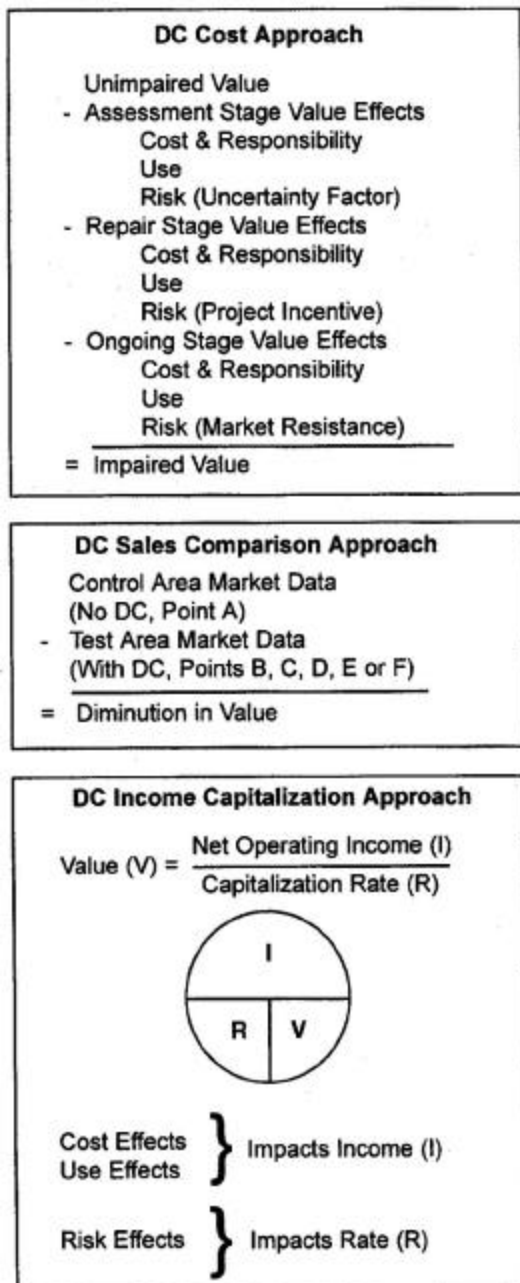 DC Cost Approach
Unimpaired Value
- Assessment Stage Value Effects
Cost & Responsibility
Use
Risk (Uncertainty Factor)
- Repair Stage Value Effects
Cost & Responsibility
Use
Risk (Project Incentive)
- Ongoing Stage Value Effects
Cost & Responsibility
Use
Risk (Market Resistance)
= Impaired Value
DC Sales Comparison Approach
Control Area Market Data
(No DC, Point A)
- Test Area Market Data
(With DC, Points B, C, D, E or F)
= Diminution in Value
DC Income Capitalization Approach
Value (V) = Net Operating Income (I)
Capitalization Rate (R)
I
R V
Cost Effects
Use Effects } Impacts Income (I)
Risk Effects } Impacts Rate (R)